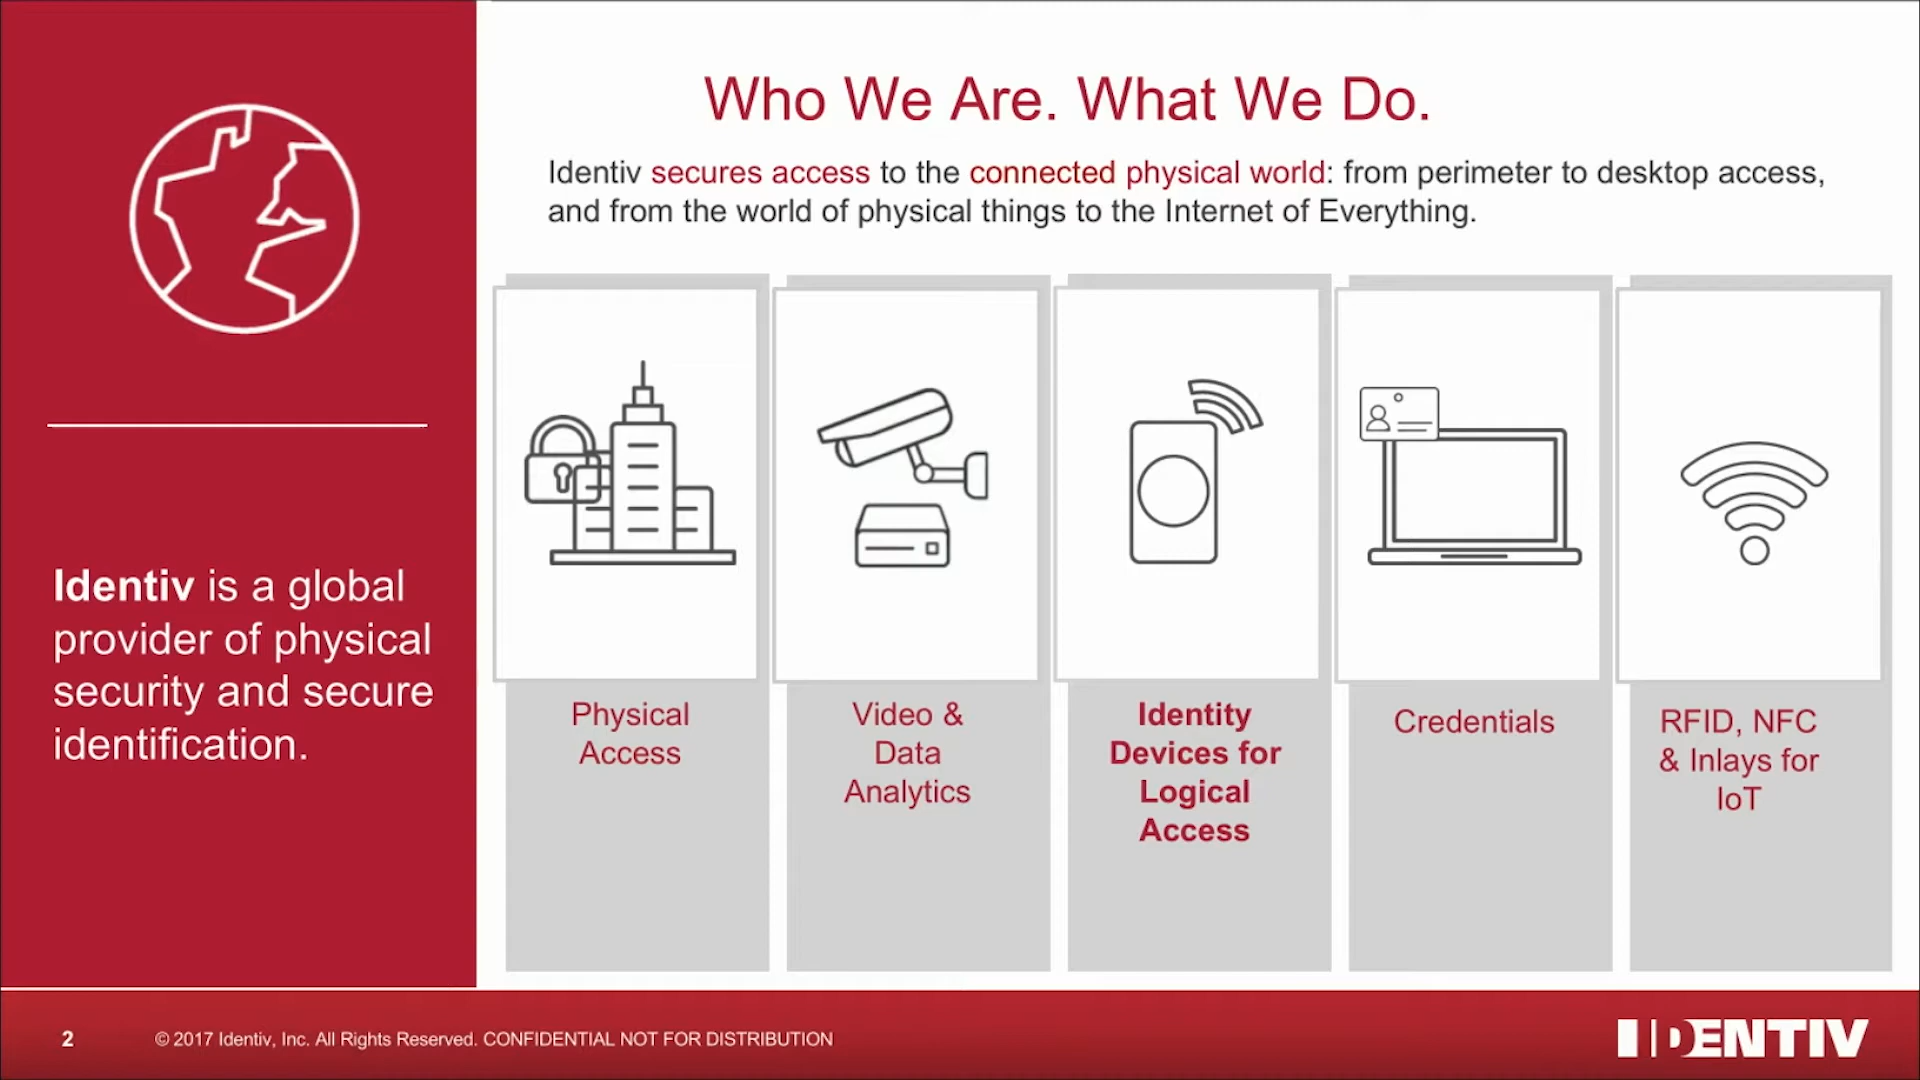 Who We Are. What We Do.
Identiv secures access to the connected physical world: from perimeter to desktop access,
and from the world of physical things to the Internet of Everything.
Identiv is a global
provider of physical
security and secure
identification.
Physical
Access
Video &
Data
Analytics
Identity
Devices for
Logical
Access
Credentials
RFID, NFC
& Inlays for
IoT
2
© 2017 Identiv, Inc. All Rights Reserved. CONFIDENTIAL NOT FOR DISTRIBUTION
IDENTIV